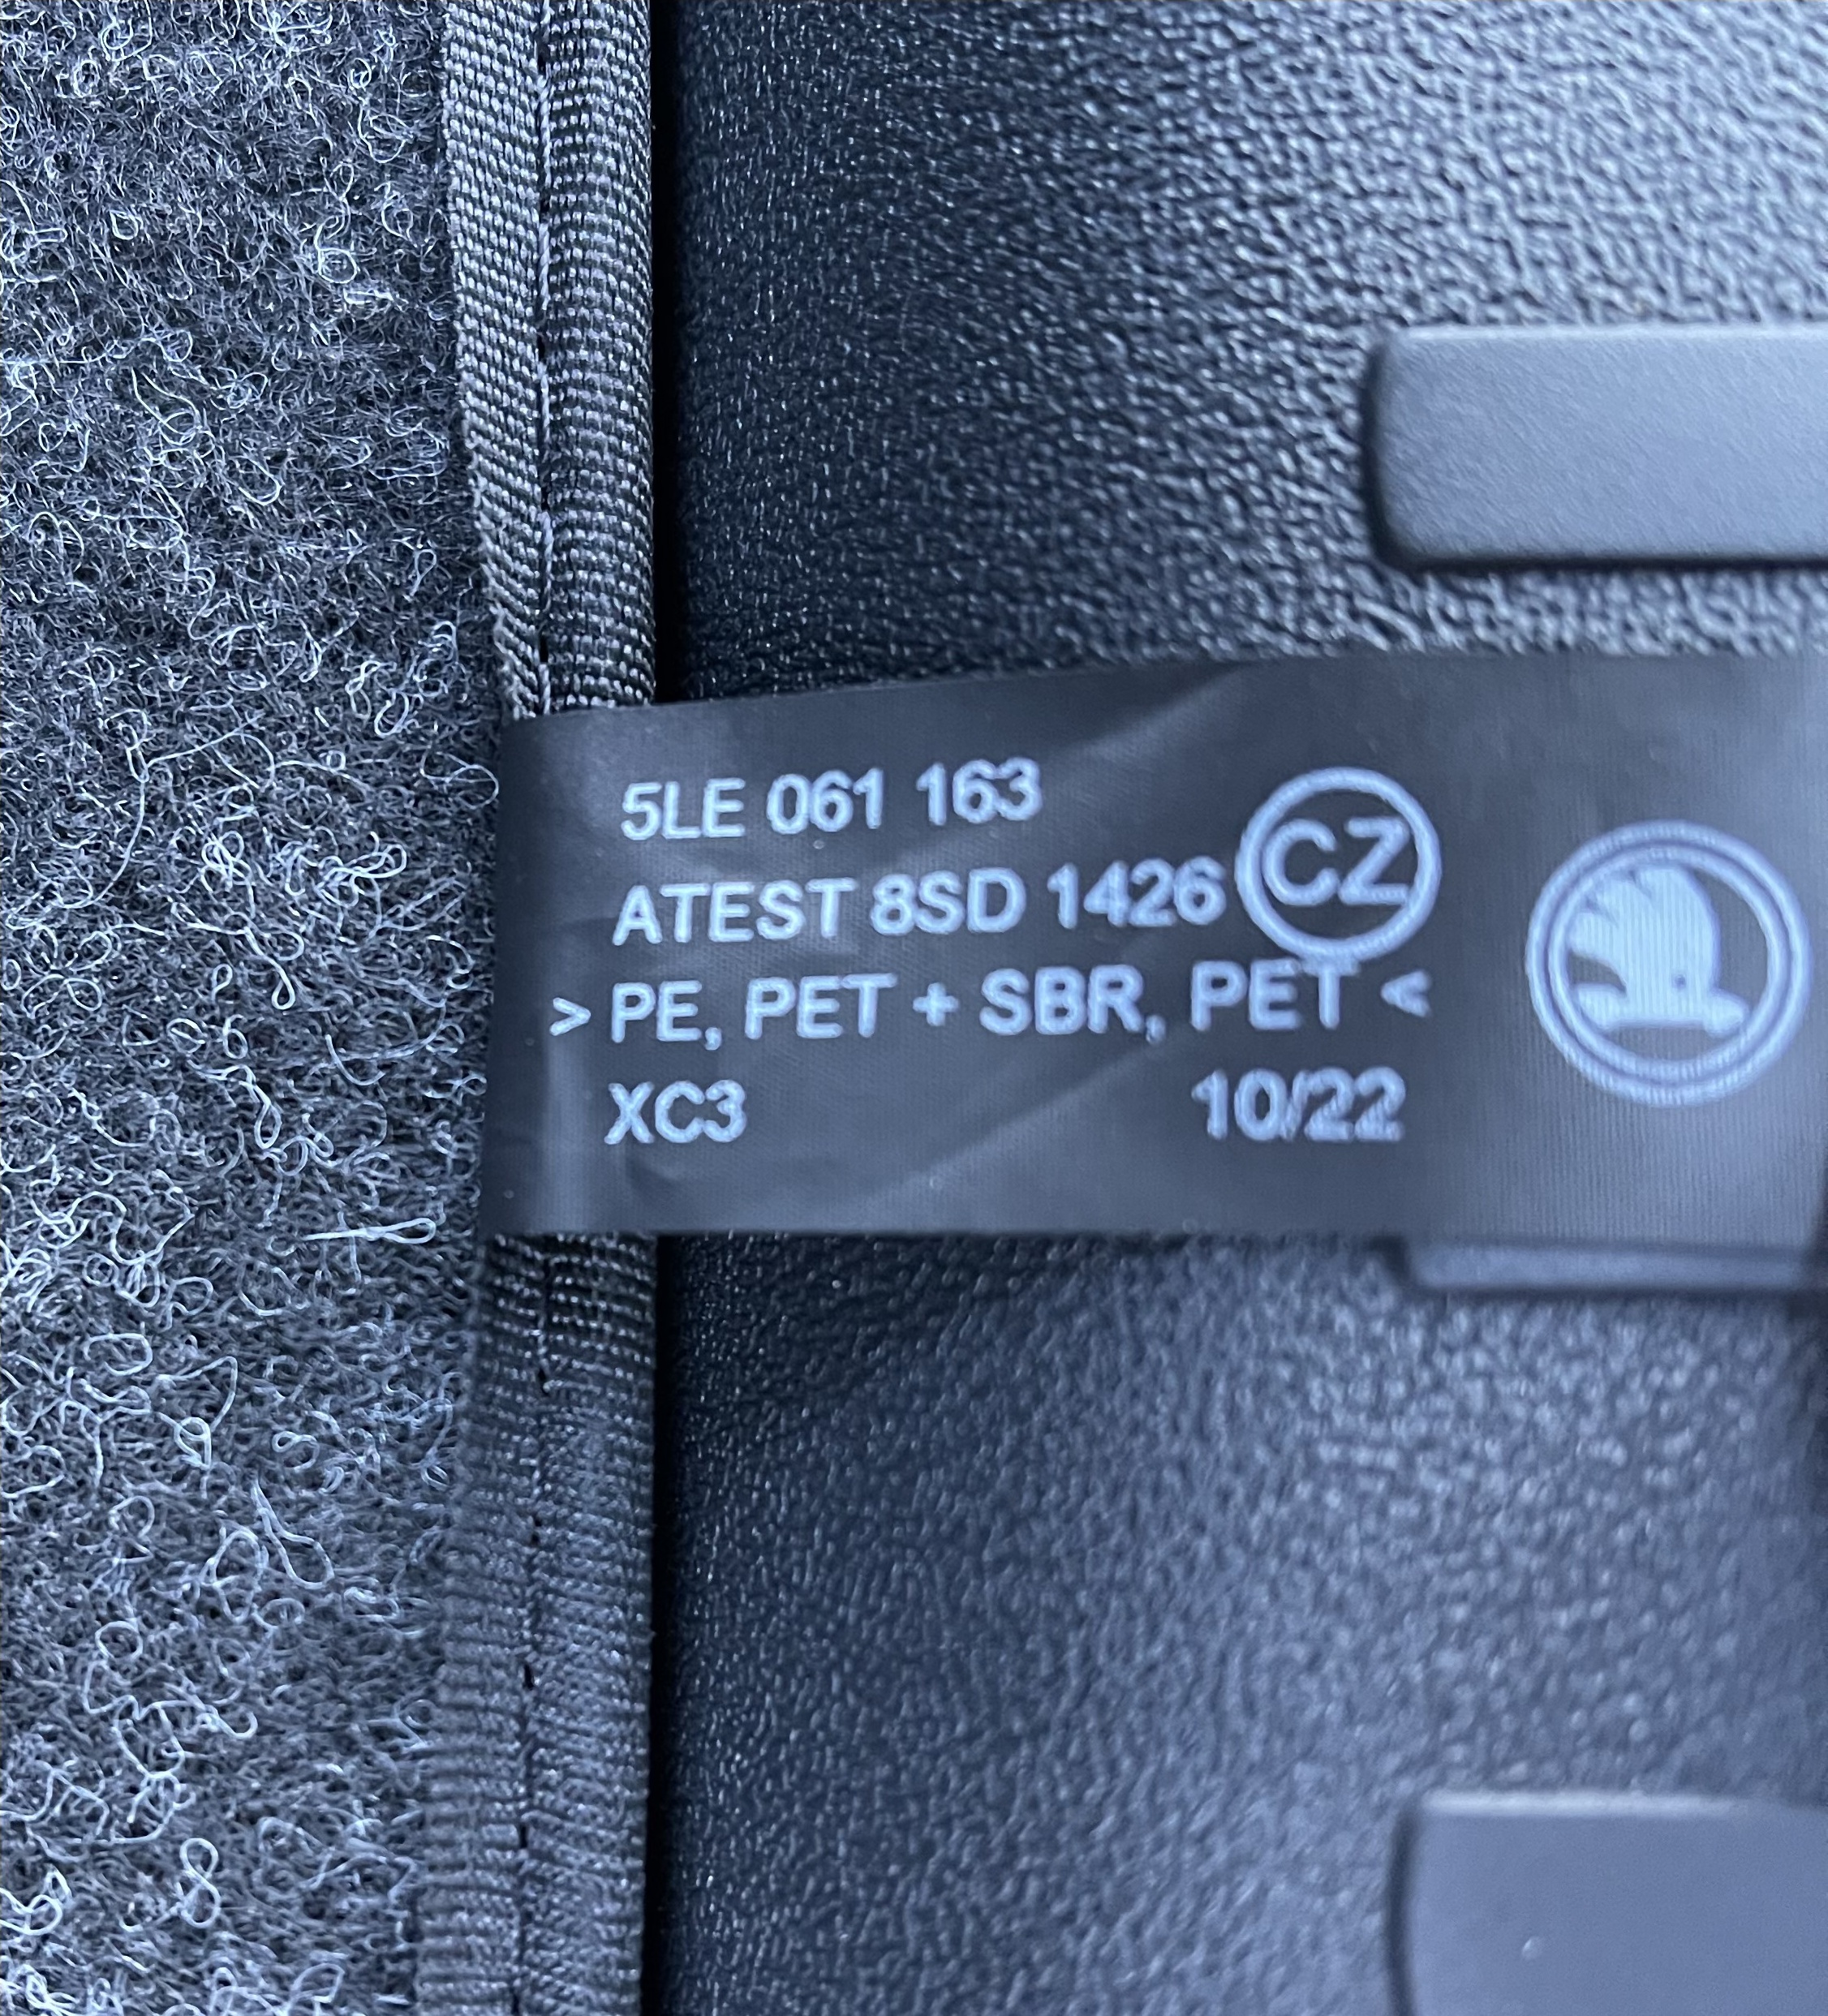 5LE 061 163
ATEST 8SD 1426 CZ
> PE, PET + SBR, PET <
XC3 10/22